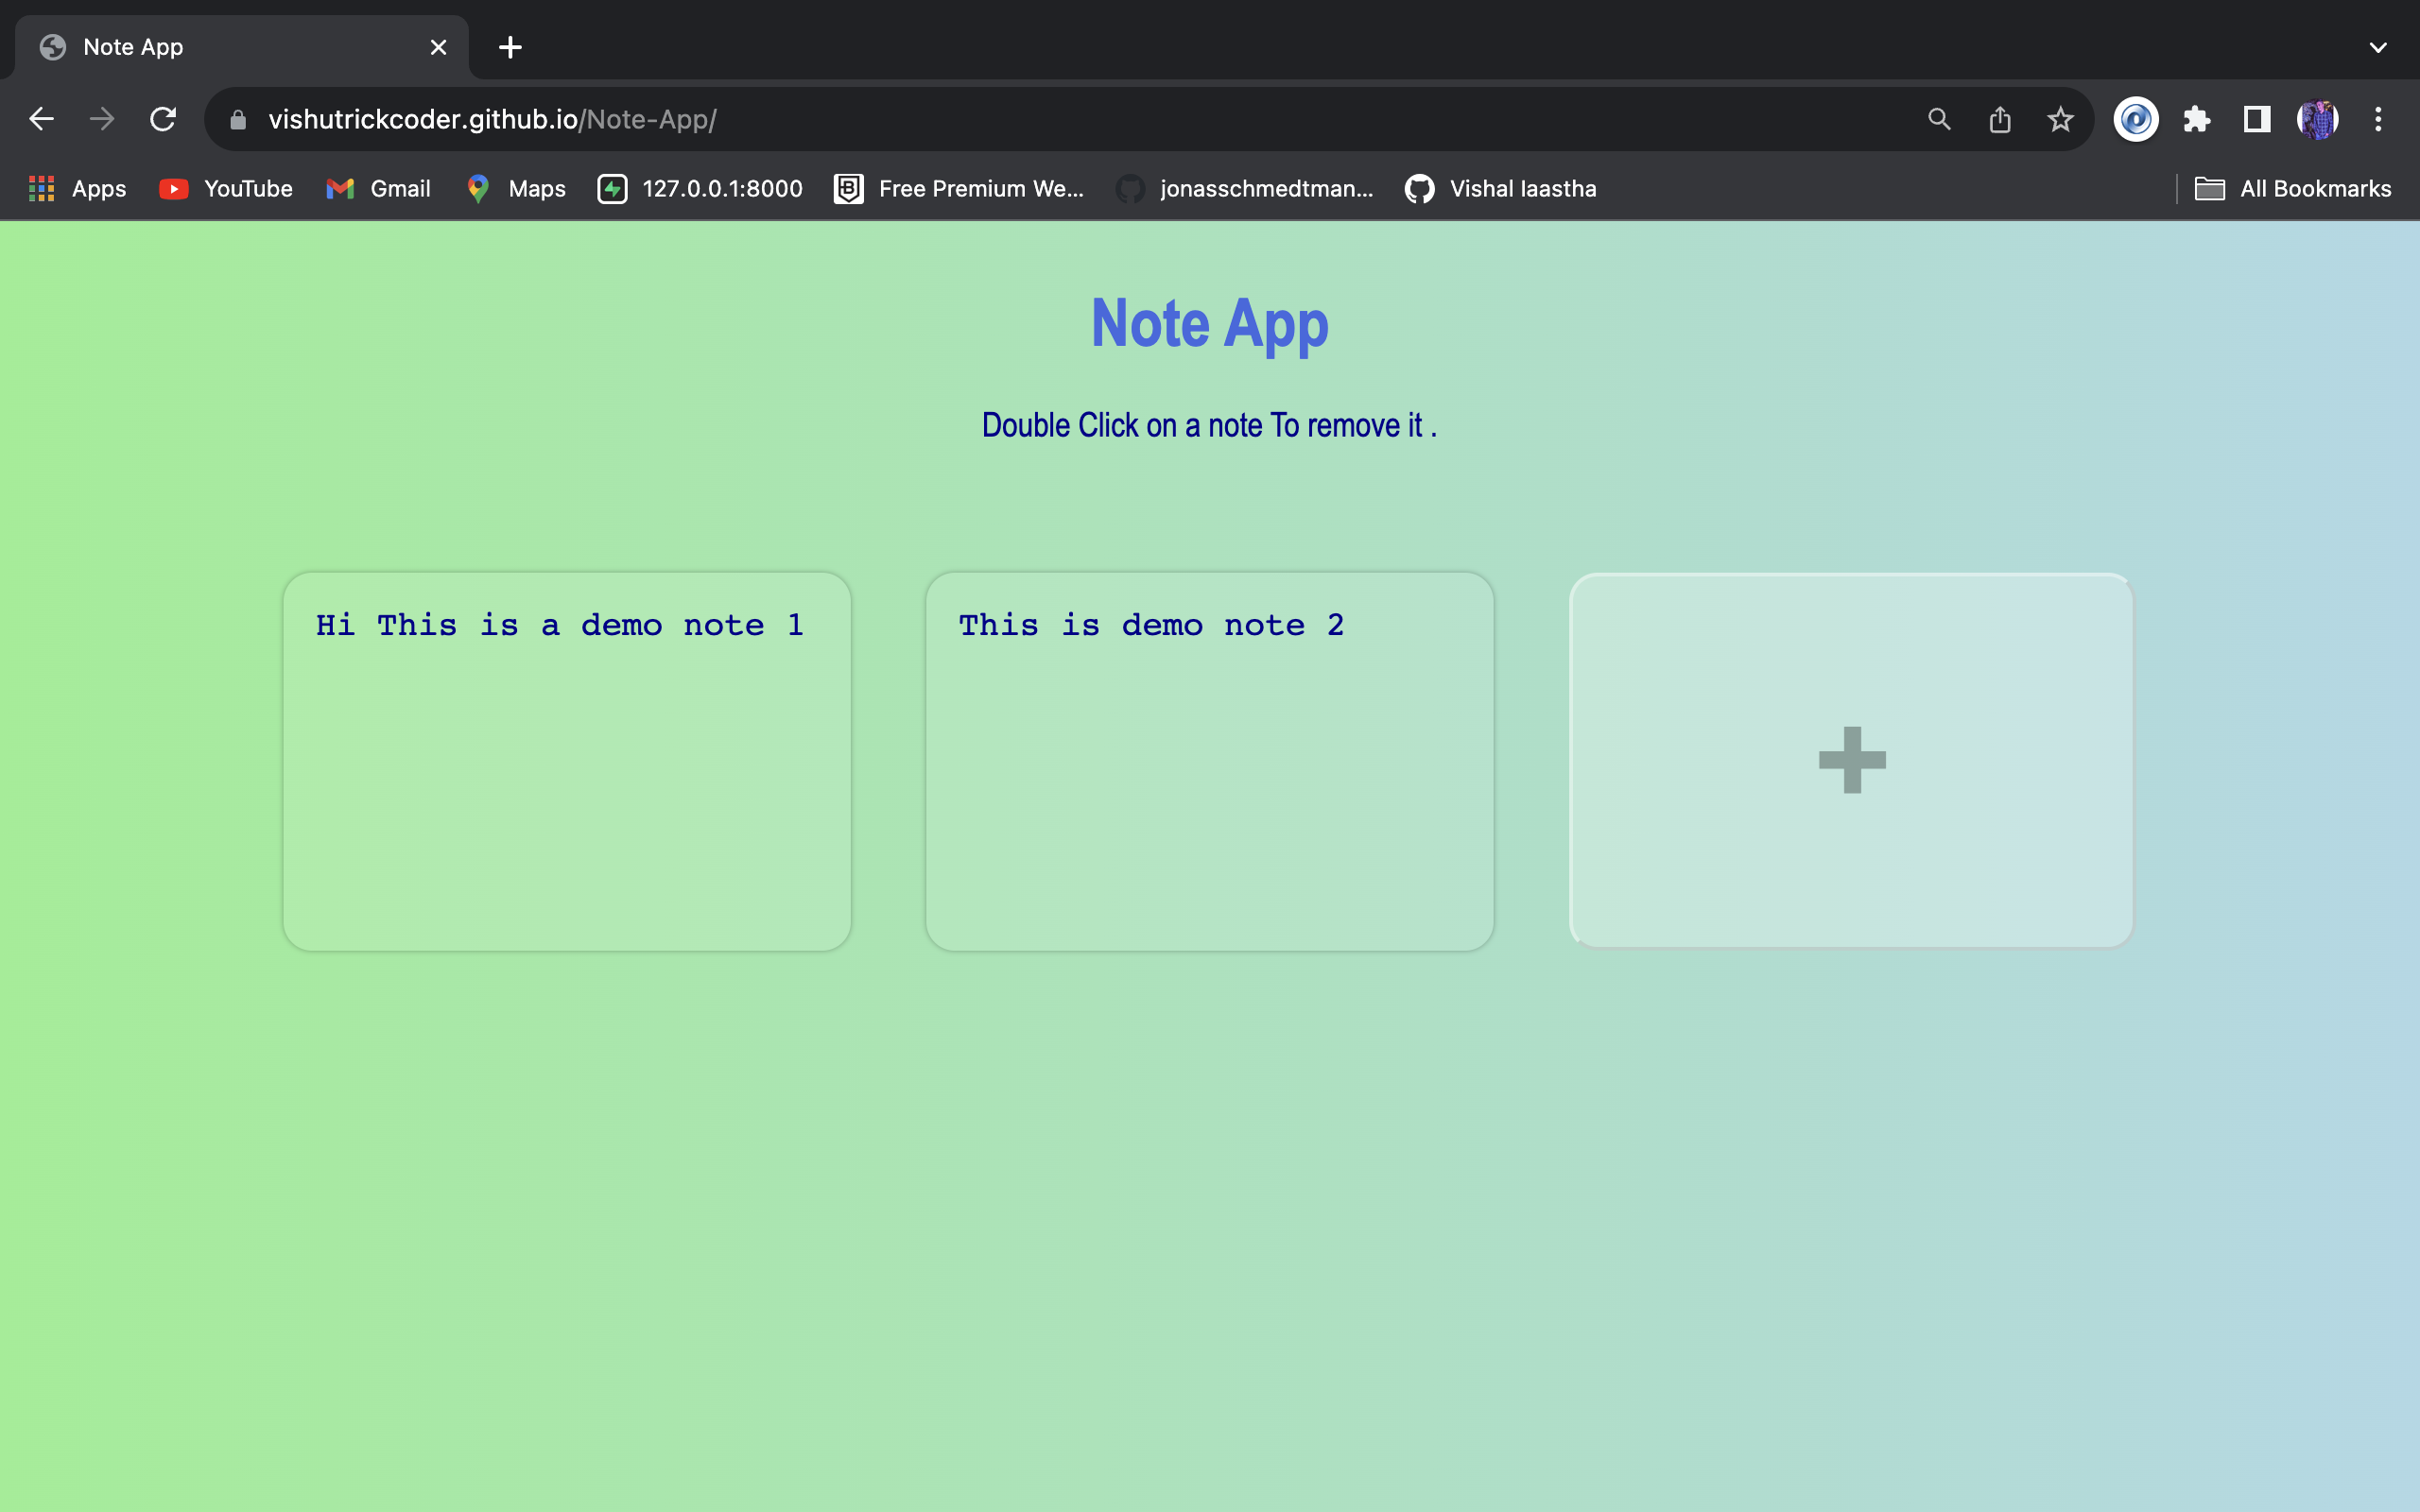 Note App
vishutrickcoder.github.io/Note-App/
Apps YouTube Gmail Maps 127.0.0.1:8000 Free Premium We... jonasschmedtman... Vishal Iaastha All Bookmarks
Note App
Double Click on a note To remove it .
Hi This is a demo note 1
This is demo note 2